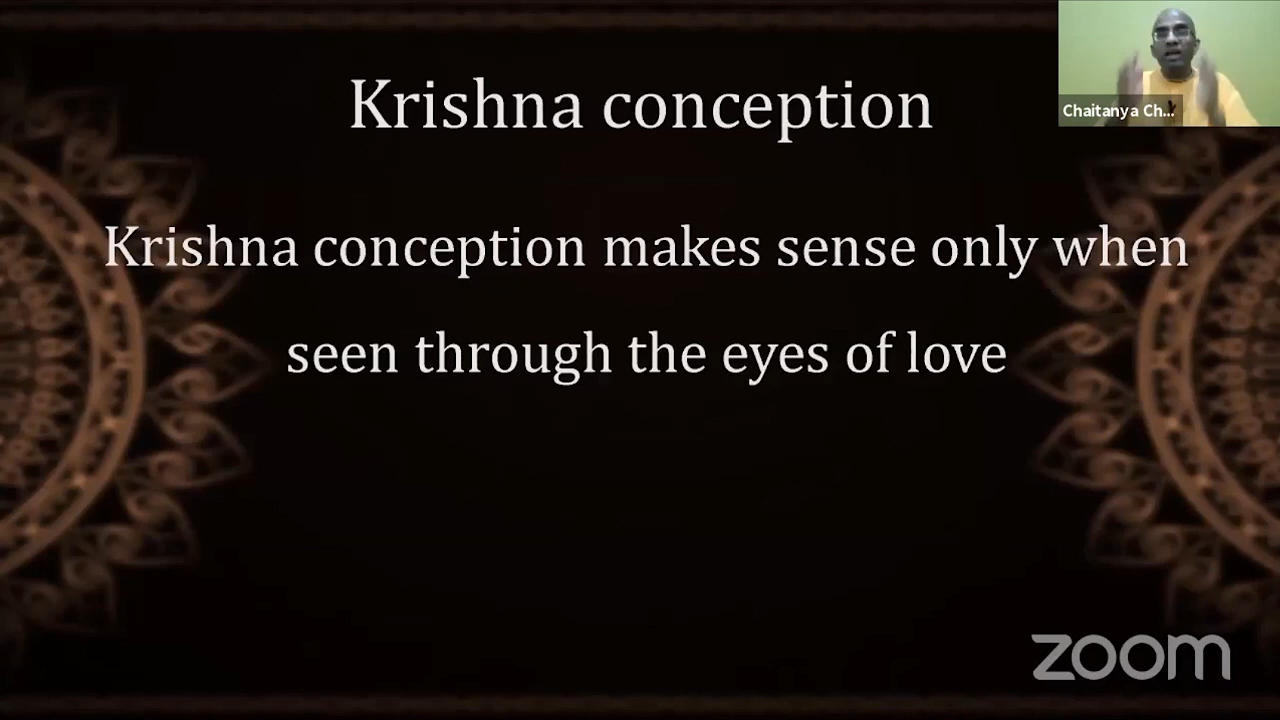 Krishna conception
Chaitanya Ch...
Krishna conception makes sense only when
seen through the eyes of love
zoom